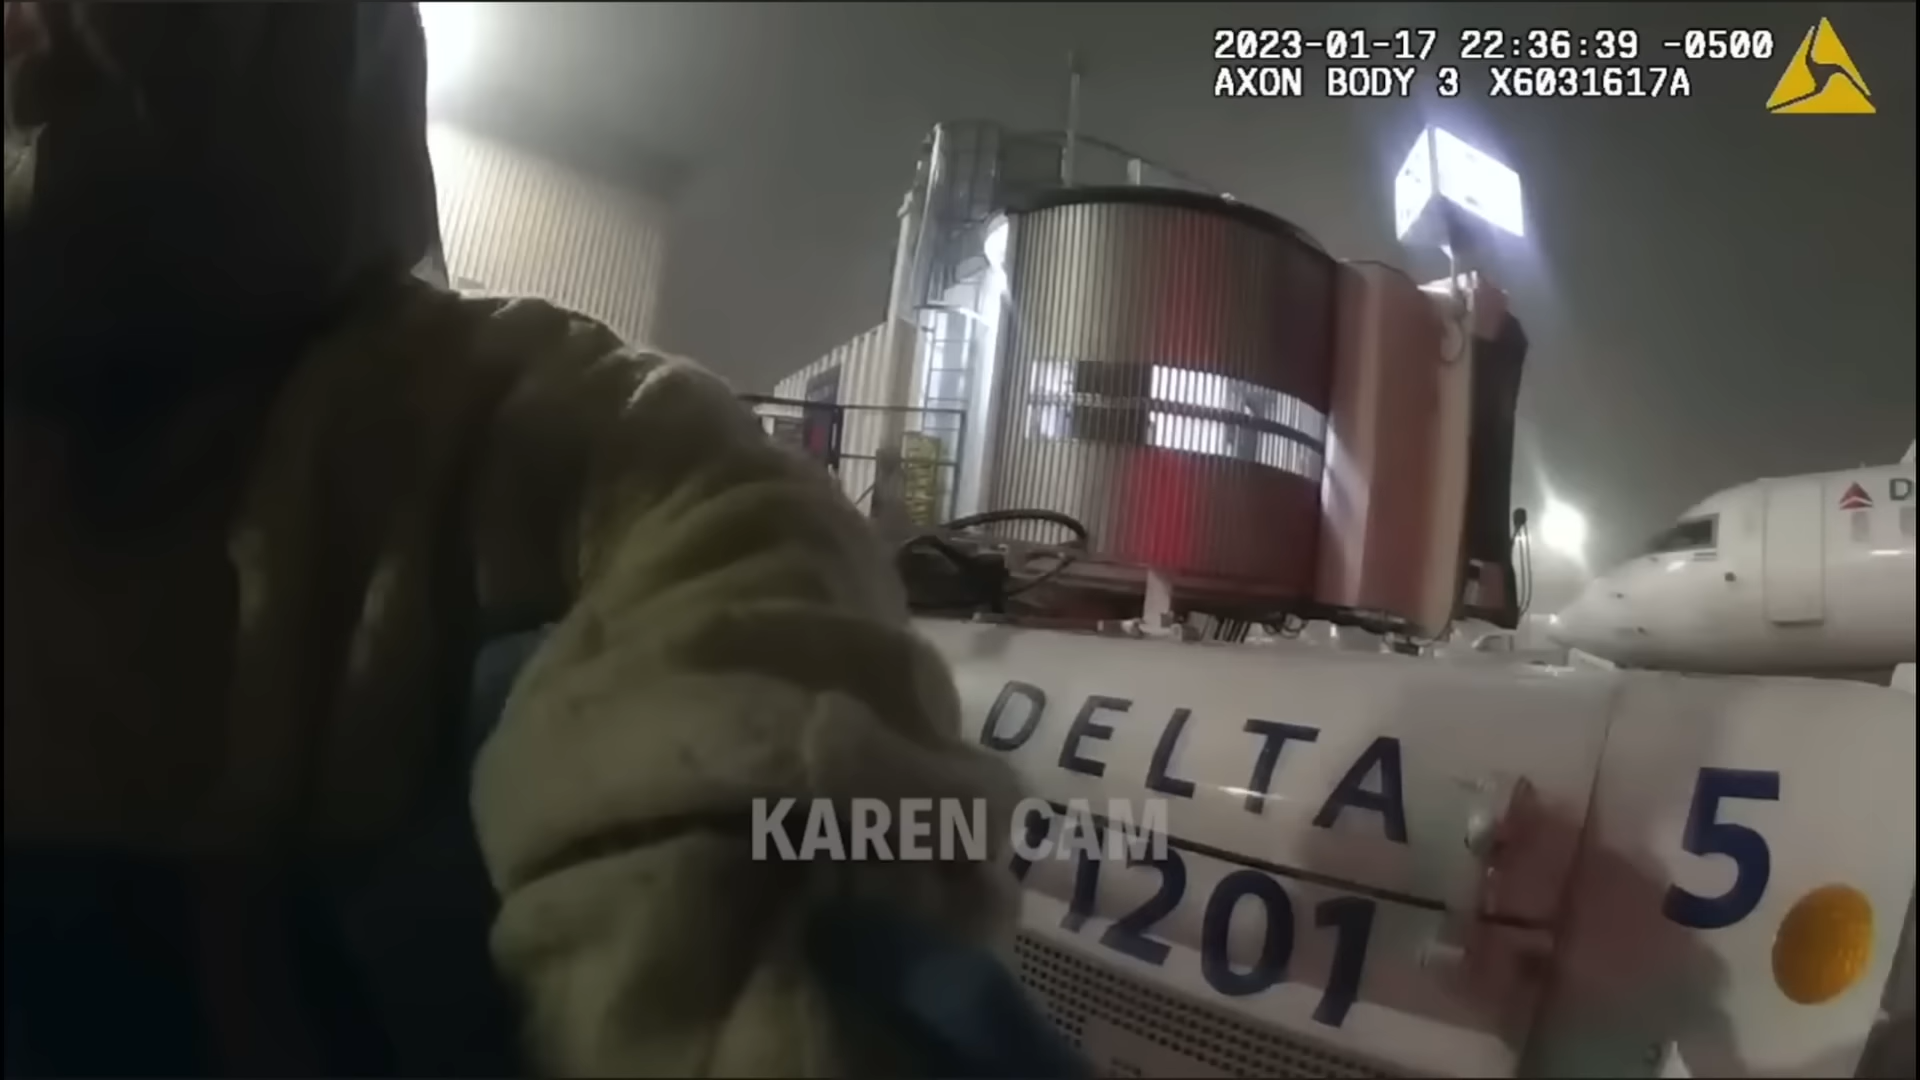 2023-01-17 22:36:39 -0500
AXON BODY 3 X6031617A
D
DELTA
5
KAREN CAM
1201